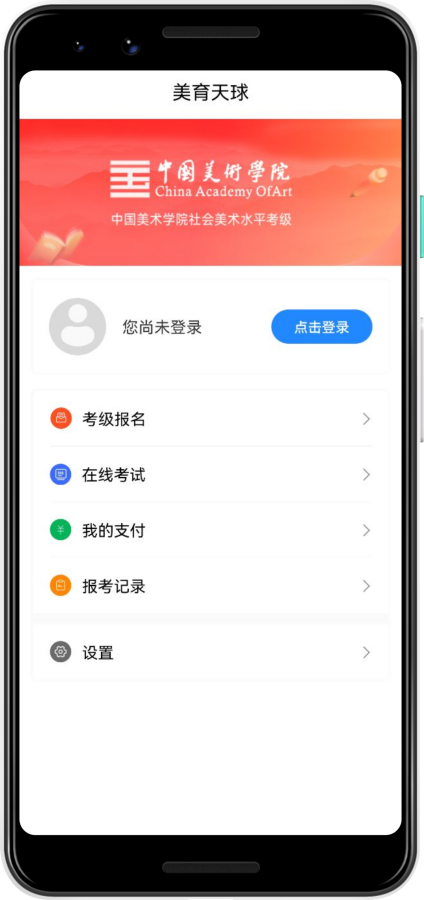 美育天球
中国美術學院
China Academy OfArt
中国美术学院社会美术水平考级
您尚未登录
点击登录
考级报名
在线考试
我的支付
报考记录
设置